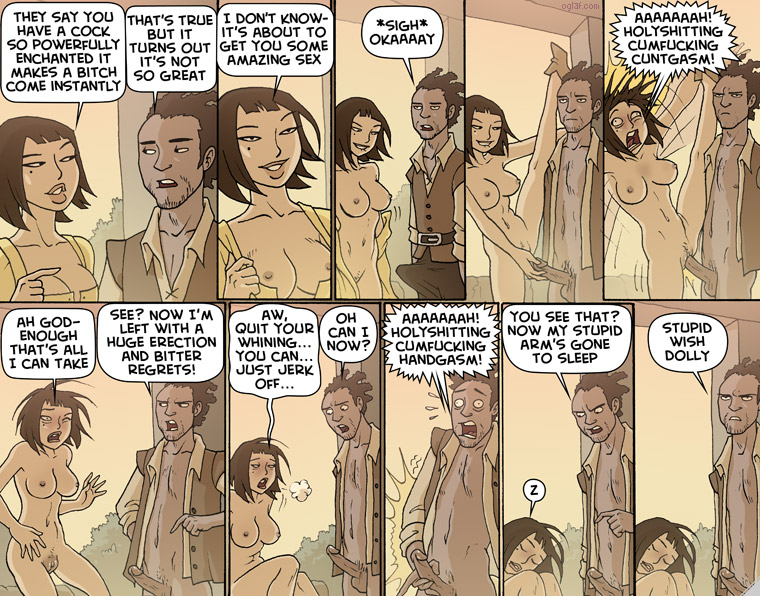 oglaf.com
THEY SAY YOU
HAVE A COCK
SO POWERFULLY
ENCHANTED IT
MAKES A BITCH
COME INSTANTLY
THAT'S TRUE
BUT IT
TURNS OUT
IT'S NOT
SO GREAT
I DON'T KNOW-
IT'S ABOUT TO
GET YOU SOME
AMAZING SEX
*SIGH*
OKAAAAY
AAAAAAAH!
HOLYSHITTING
CUMFUCKING
CUNTGASM!
AH GOD-
ENOUGH
THAT'S ALL
I CAN TAKE
SEE? NOW I'M
LEFT WITH A
HUGE ERECTION
AND BITTER
REGRETS!
AW,
QUIT YOUR
WHINING...
YOU CAN...
JUST JERK
OFF...
OH
CAN I
NOW?
AAAAAAAH!
HOLYSHITTING
CUMFUCKING
HANDGASM!
YOU SEE THAT?
NOW MY STUPID
ARM'S GONE
TO SLEEP
Z
STUPID
WISH
DOLLY